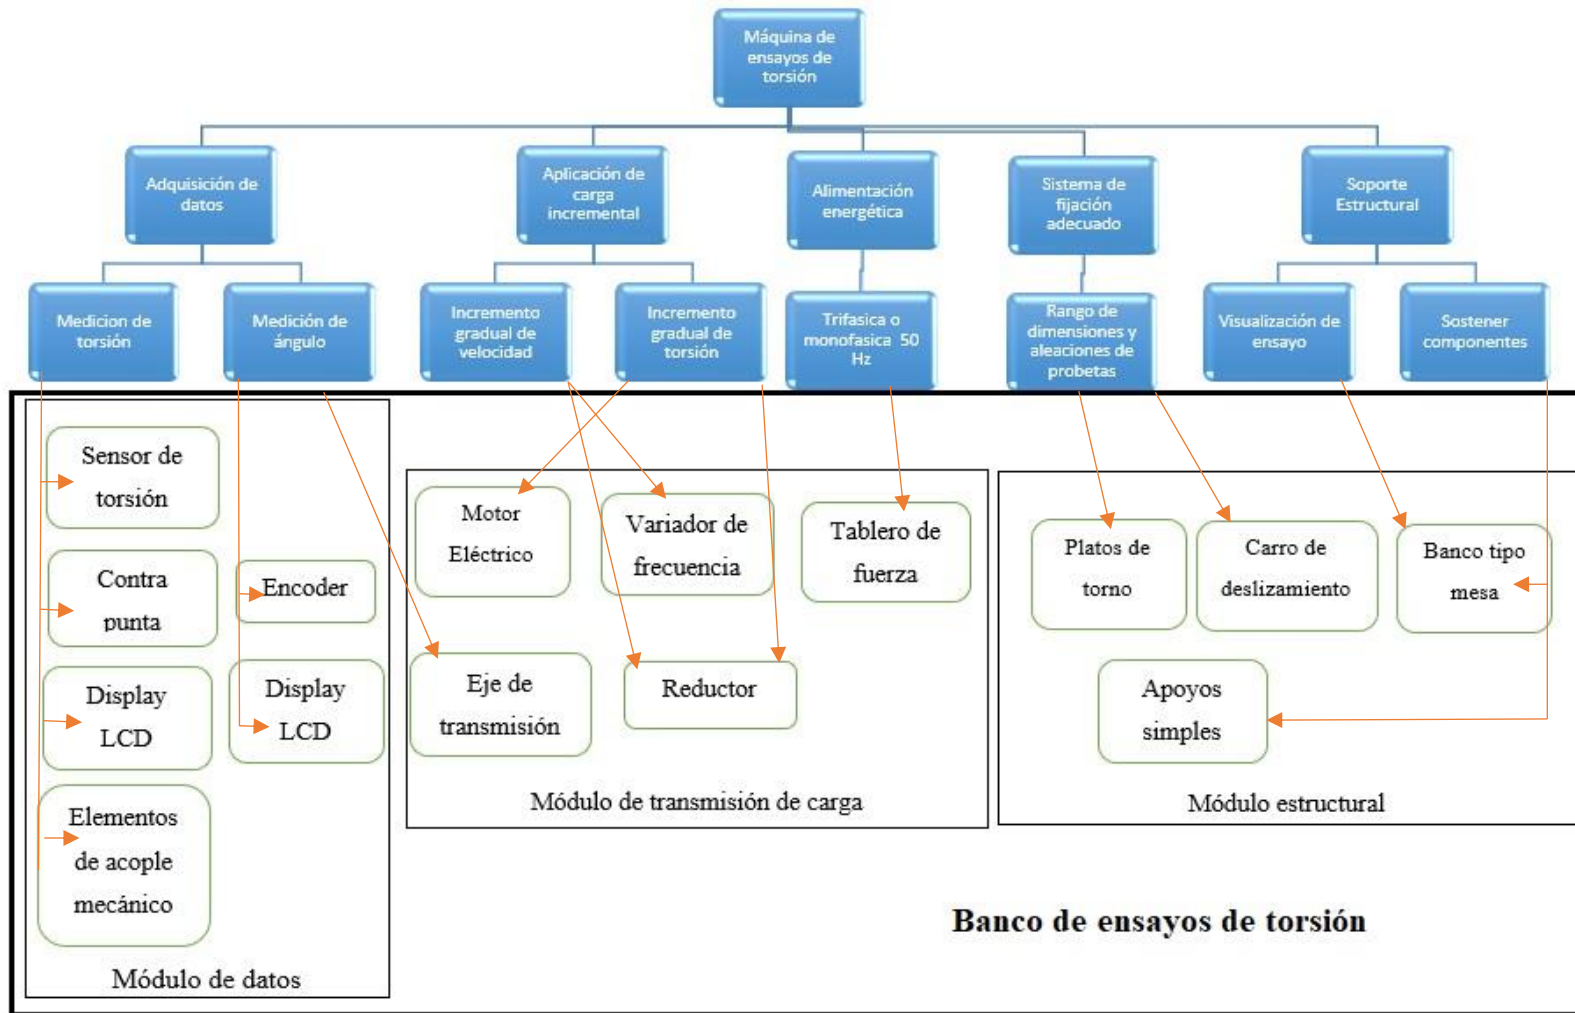 Máquina de
ensayos de
torsión
Adquisición de
datos
Aplicación de
carga
incremental
Alimentación
energética
Sistema de
fijación
adecuado
Soporte
Estructural
Medicion de
torsión
Medición de
ángulo
Incremento
gradual de
velocidad
Incremento
gradual de
torsión
Trifasica o
monofasica 50
Hz
Rango de
dimensiones y
aleaciones de
probetas
Visualización de
ensayo
Sostener
componentes
Sensor de
torsión
Contra
punta
Encoder
Display
LCD
Display
LCD
Elementos
de acople
mecánico
Módulo de datos
Motor
Eléctrico
Variador de
frecuencia
Tablero de
fuerza
Eje de
transmisión
Reductor
Módulo de transmisión de carga
Platos de
torno
Carro de
deslizamiento
Banco tipo
mesa
Apoyos
simples
Módulo estructural
Banco de ensayos de torsión